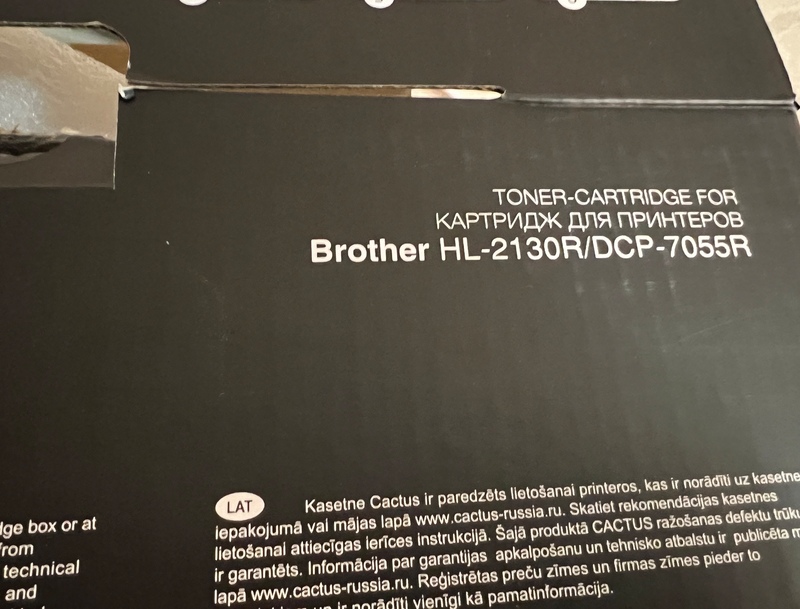 TONER-CARTRIDGE FOR
КАРТРИДЖ ДЛЯ ПРИНТЕРОВ
Brother HL-2130R/DCP-7055R
LAT
Kasetne Cactus ir paredzēts lietošanai printeros, kas ir norādīti uz kasetne
iepakojumā vai mājas lapā www.cactus-russia.ru. Skatiet rekomendācijas kasetnes
lietošanai attiecīgas ierīces instrukcijā. Šajā produktā CACTUS ražošanas defektu trūku
ir garantēts. Informācija par garantijas apkalpošanu un tehnisko atbalstu ir publicēta m
lapā www.cactus-russia.ru. Reģistrētas preču zīmes un firmas zīmes pieder to
un ir norādīti vienīgi kā pamatinformācija.
dge box or at
from
technical
and